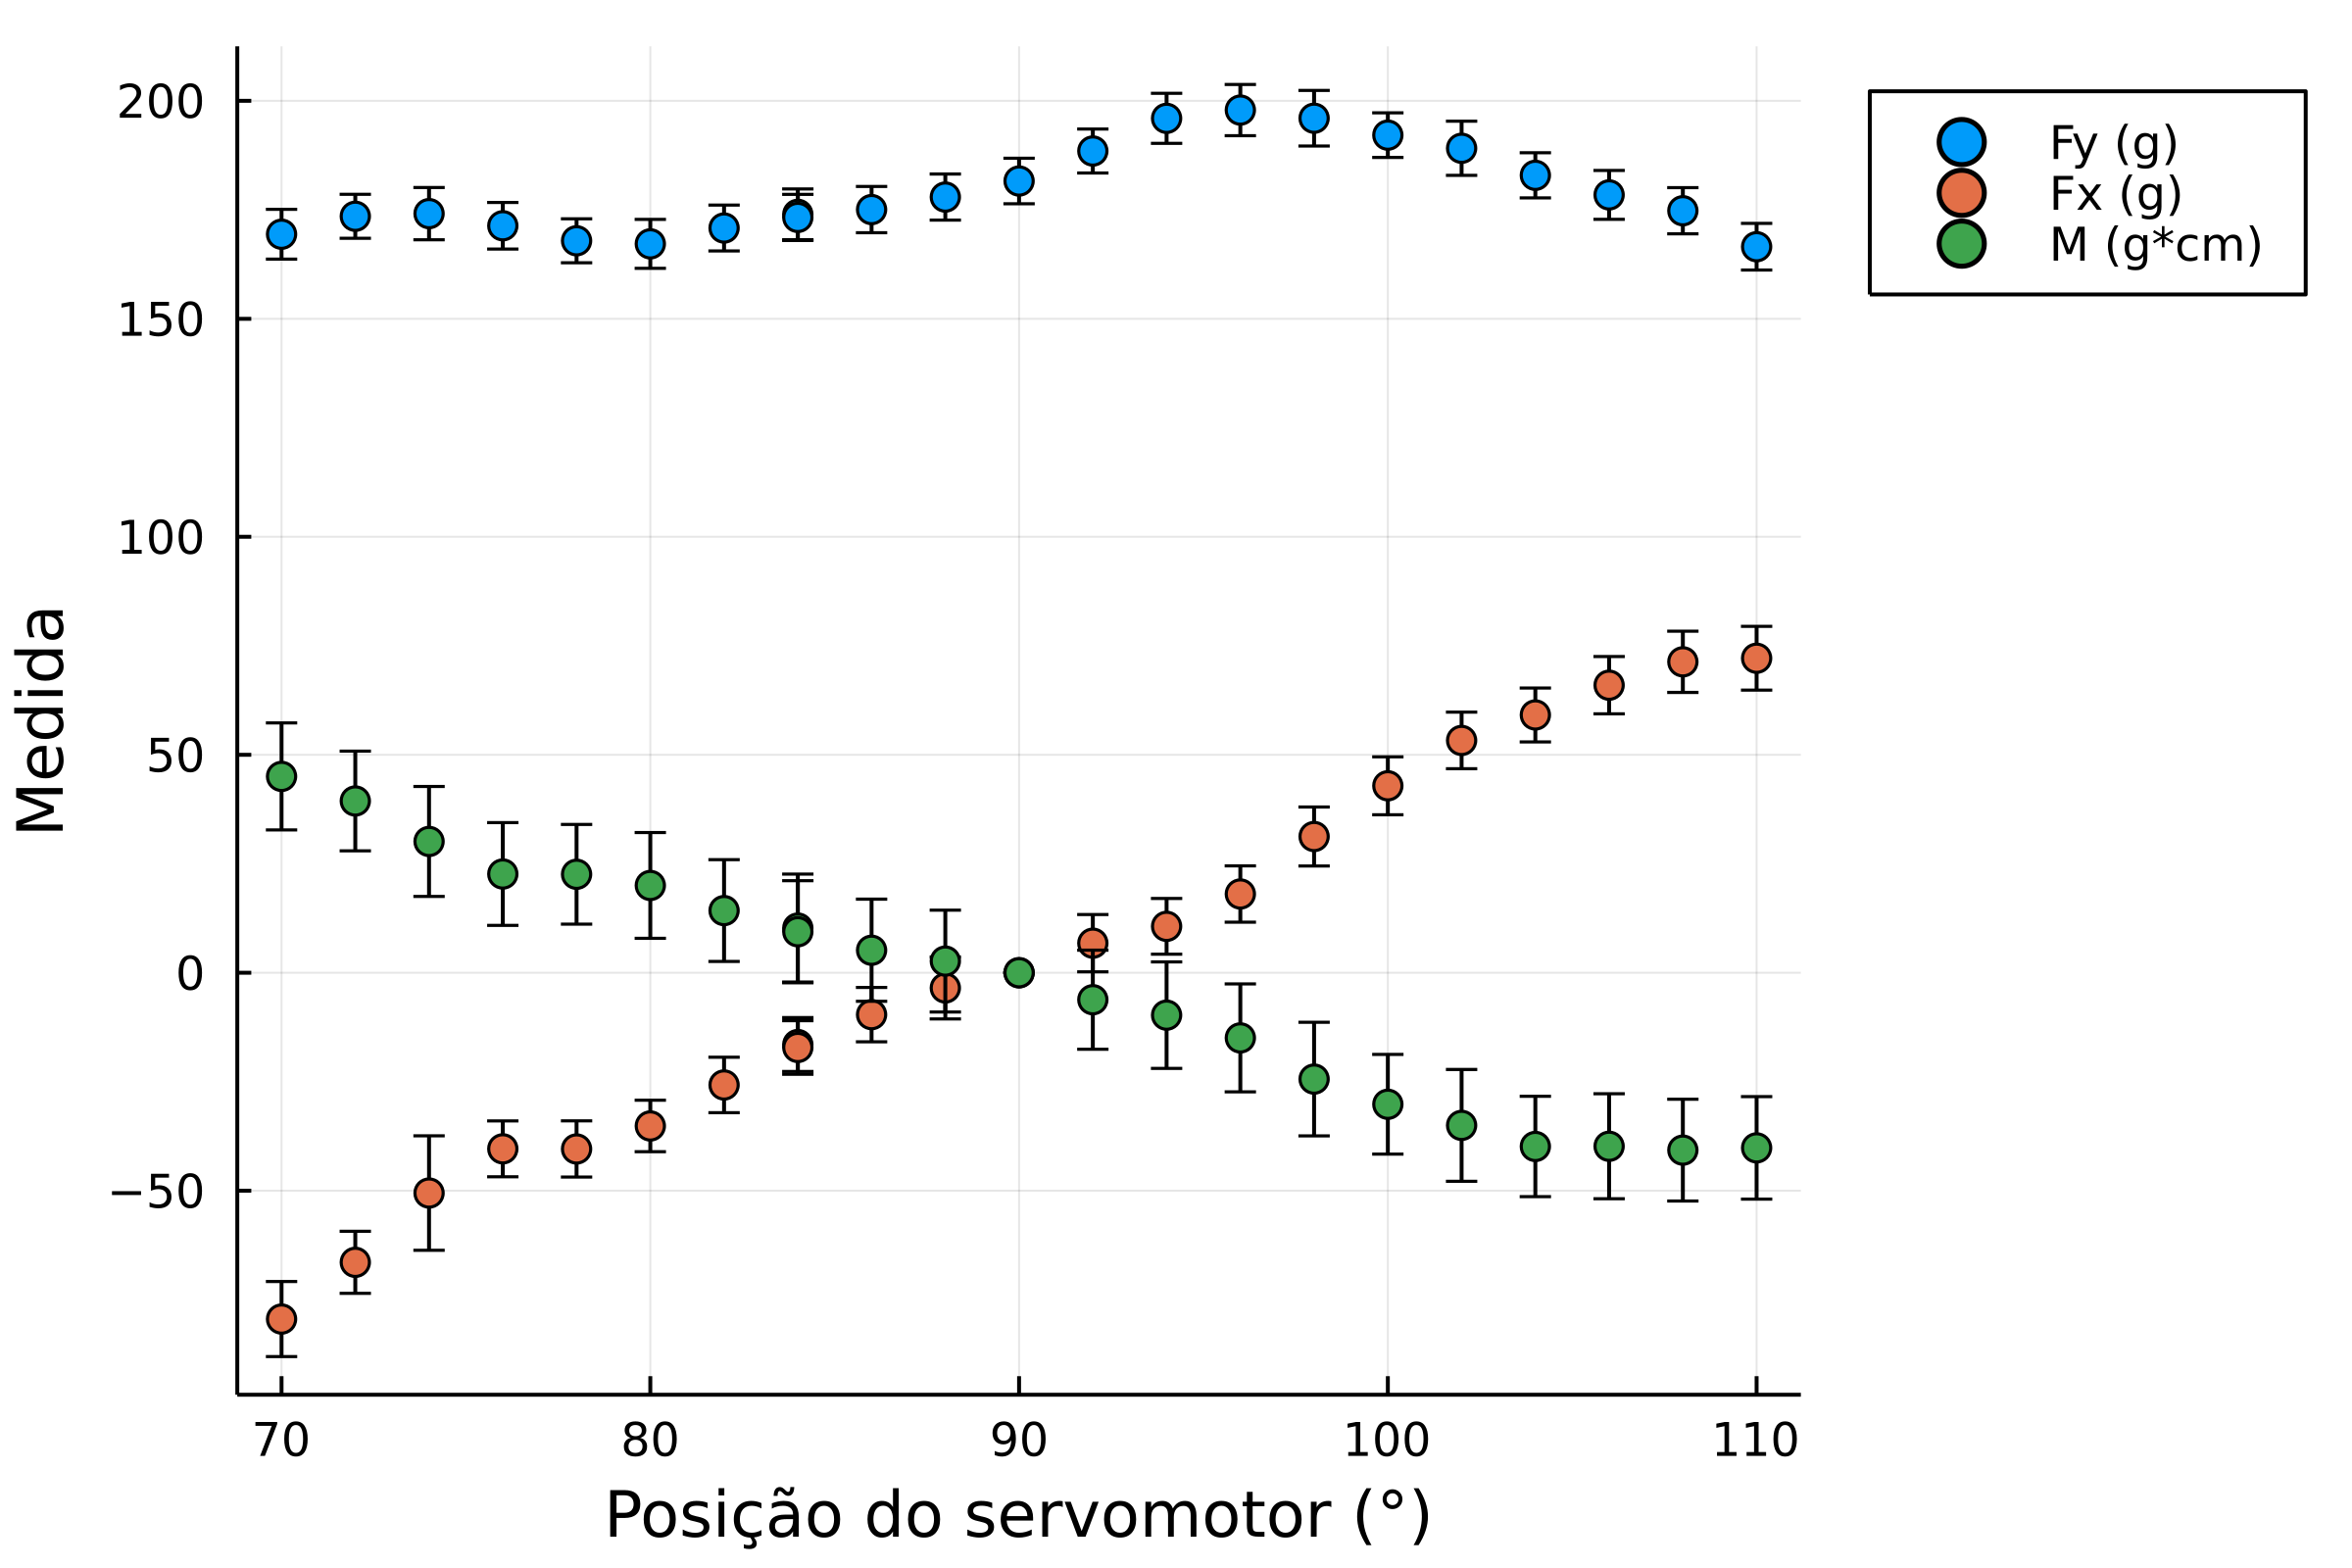 Medida
200
150
100
50
0
−50
70 80 90 100 110
Posição do servomotor (°)
Fy (g)
Fx (g)
M (g*cm)